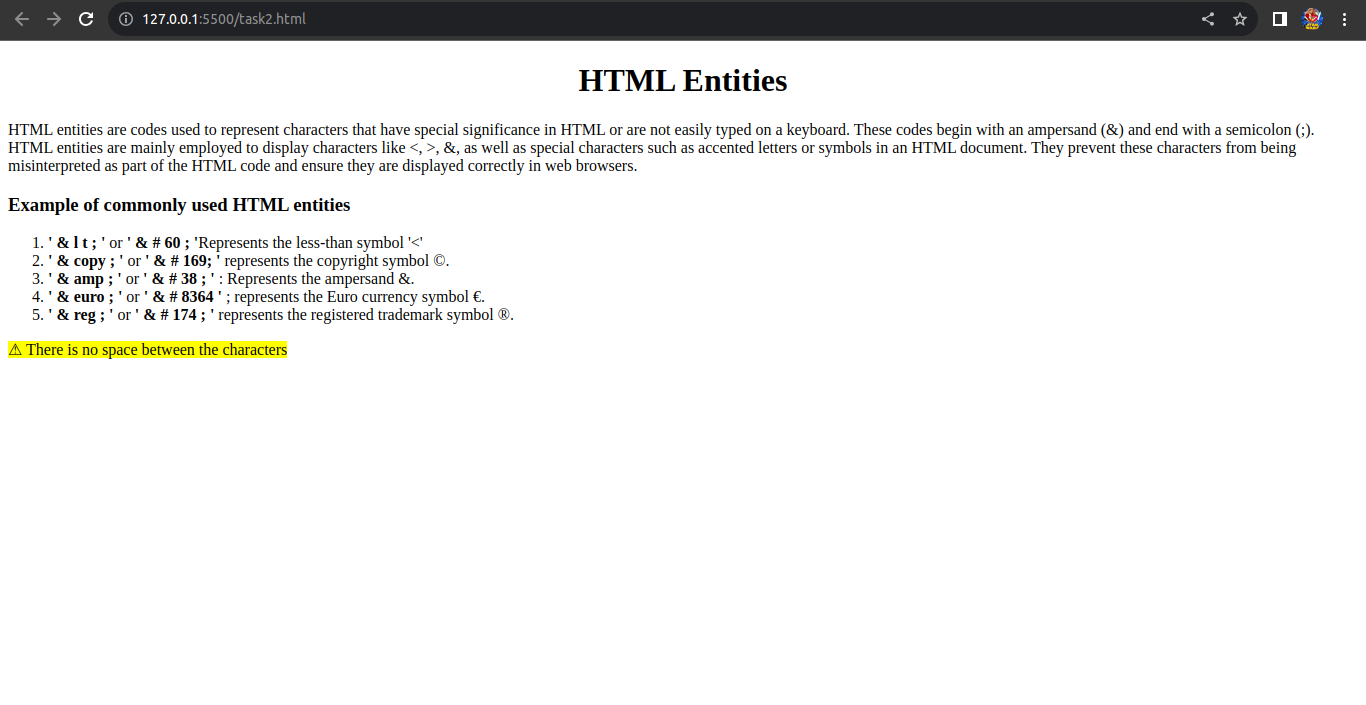 127.0.0.1:5500/task2.html
HTML Entities
HTML entities are codes used to represent characters that have special significance in HTML or are not easily typed on a keyboard. These codes begin with an ampersand (&) and end with a semicolon (;).
HTML entities are mainly employed to display characters like <, >, &, as well as special characters such as accented letters or symbols in an HTML document. They prevent these characters from being
misinterpreted as part of the HTML code and ensure they are displayed correctly in web browsers.
Example of commonly used HTML entities
1. ' & l t ; ' or ' & # 60 ; 'Represents the less-than symbol '<'
2. ' & copy ; ' or ' & # 169; ' represents the copyright symbol ©.
3. ' & amp ; ' or ' & # 38 ; ' : Represents the ampersand &.
4. ' & euro ; ' or ' & # 8364 ' ; represents the Euro currency symbol €.
5. ' & reg ; ' or ' & # 174 ; ' represents the registered trademark symbol ®.
⚠ There is no space between the characters